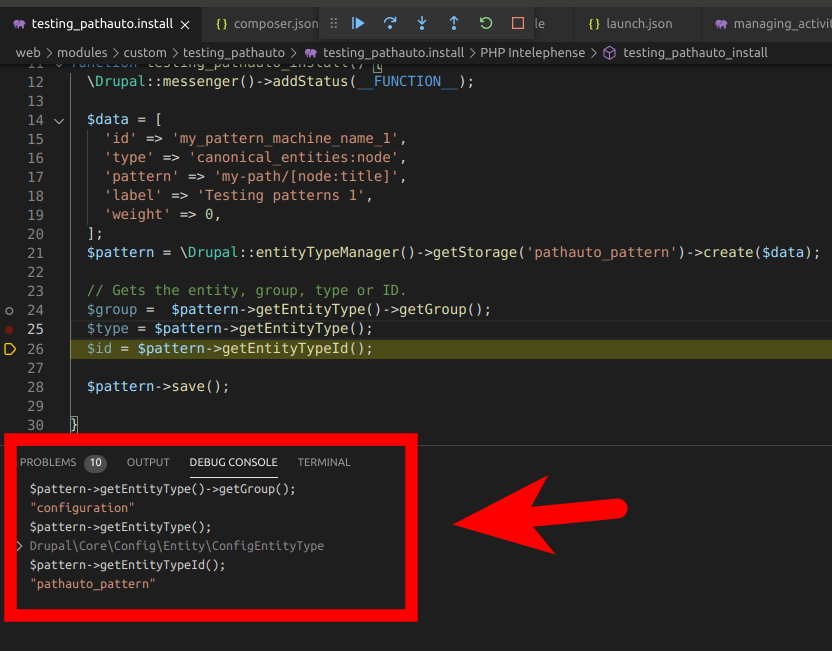 testing_pathauto.install
composer.json
le
launch.json
managing_activi
web > modules > custom > testing_pathauto > testing_pathauto.install > PHP Intelephense > testing_pathauto_install
11 function testing_pathauto_install() {
12 \Drupal::messenger()->addStatus(__FUNCTION__);
13
14 $data = [
15 'id' => 'my_pattern_machine_name_1',
16 'type' => 'canonical_entities:node',
17 'pattern' => 'my-path/[node:title]',
18 'label' => 'Testing patterns 1',
19 'weight' => 0,
20 ];
21 $pattern = \Drupal::entityTypeManager()->getStorage('pathauto_pattern')->create($data);
22
23 // Gets the entity, group, type or ID.
24 $group =  $pattern->getEntityType()->getGroup();
25 $type = $pattern->getEntityType();
26 $id = $pattern->getEntityTypeId();
27
28 $pattern->save();
29
30 }
PROBLEMS 10 OUTPUT DEBUG CONSOLE TERMINAL
$pattern->getEntityType()->getGroup();
"configuration"
$pattern->getEntityType();
> Drupal\Core\Config\Entity\ConfigEntityType
$pattern->getEntityTypeId();
"pathauto_pattern"